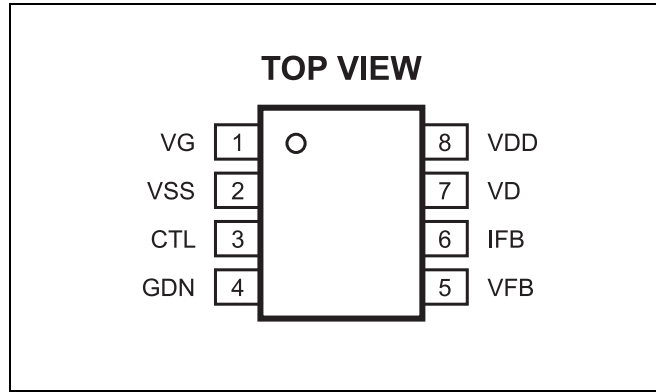 TOP VIEW
VG 1 8 VDD
VSS 2 7 VD
CTL 3 6 IFB
GDN 4 5 VFB